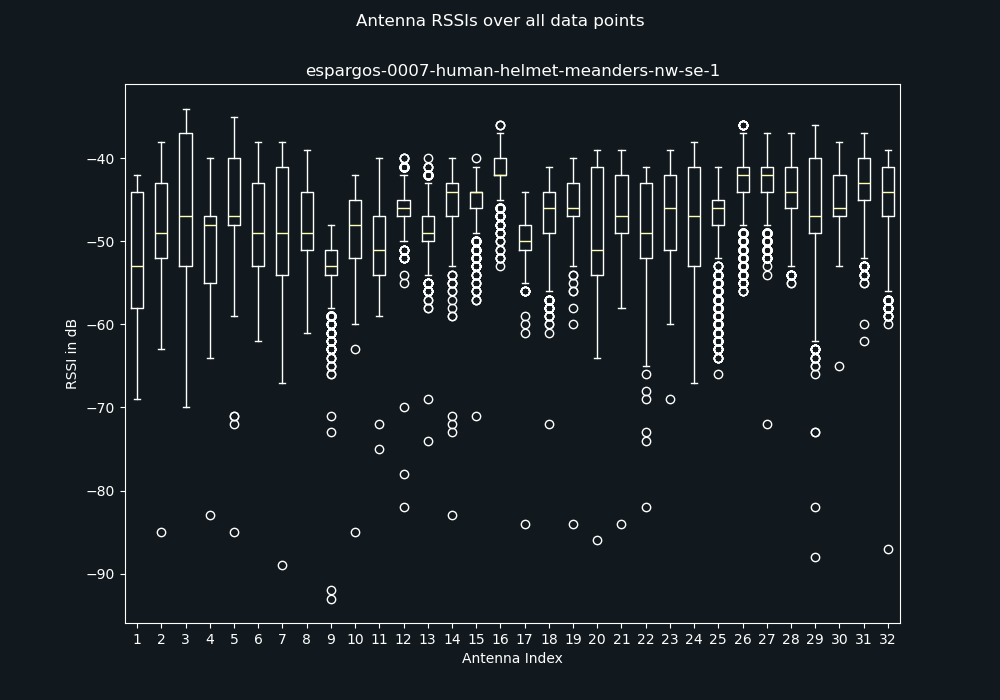 Antenna RSSIs over all data points
espargos-0007-human-helmet-meanders-nw-se-1
RSSI in dB
−40
−50
−60
−70
−80
−90
1 2 3 4 5 6 7 8 9 10 11 12 13 14 15 16 17 18 19 20 21 22 23 24 25 26 27 28 29 30 31 32
Antenna Index